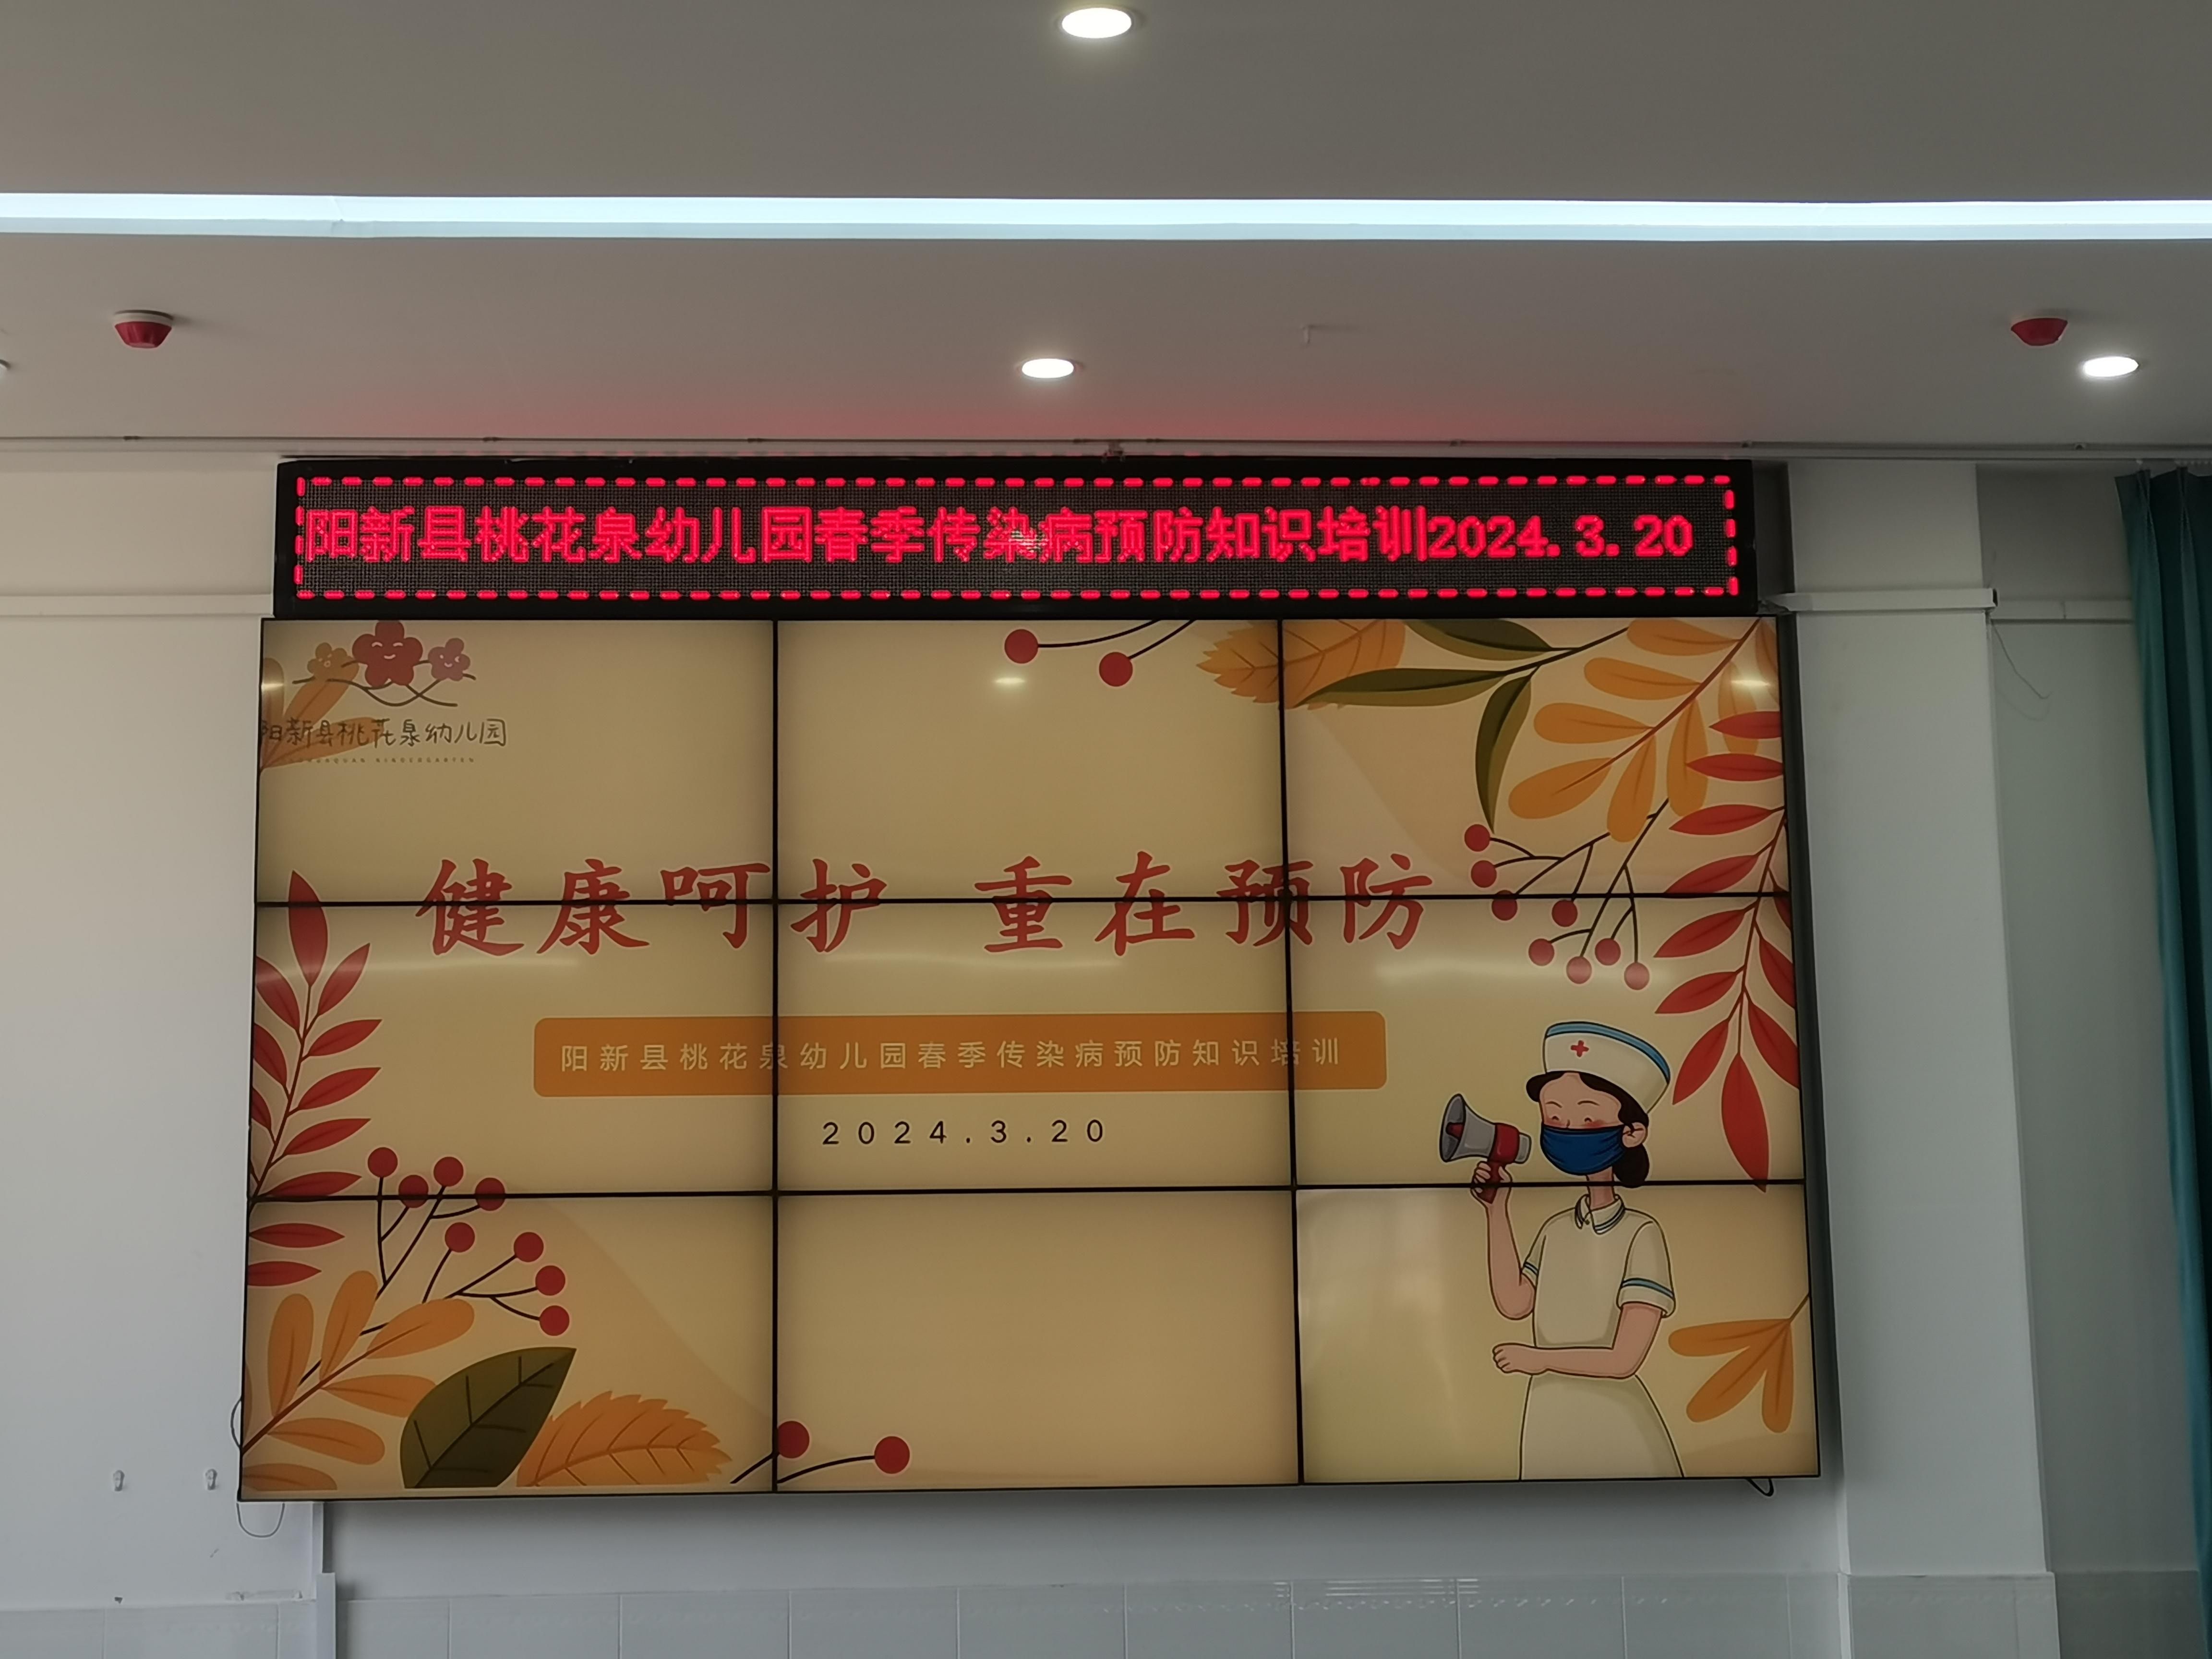 阳新县桃花泉幼儿园春季传染病预防知识培训2024.3.20
阳新县桃花泉幼儿园
KINDERGARTEN
健康呵护 重在预防
阳新县桃花泉幼儿园春季传染病预防知识培训
2024.3.20